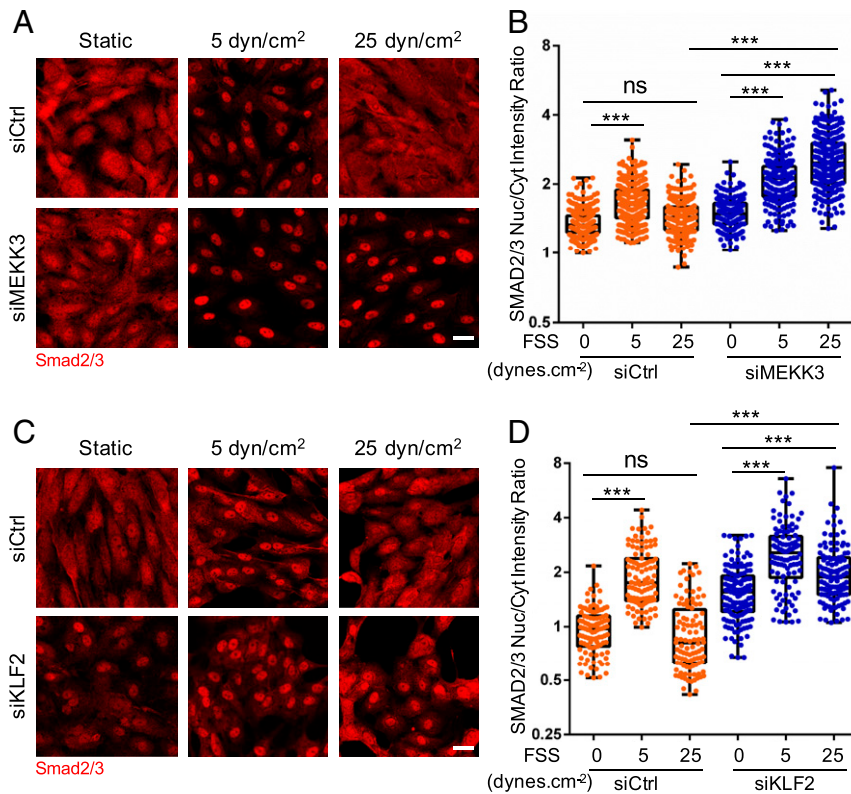 A
Static
5 dyn/cm²
25 dyn/cm²
siCtrl
siMEKK3
Smad2/3
B
SMAD2/3 Nuc/Cyt Intensity Ratio
8
4
2
1
0.5
ns
***
***
***
***
FSS
0 5 25 0 5 25
(dynes.cm-²)
siCtrl
siMEKK3
C
Static
5 dyn/cm²
25 dyn/cm²
siCtrl
siKLF2
Smad2/3
D
SMAD2/3 Nuc/Cyt Intensity Ratio
8
4
2
1
0.5
0.25
ns
***
***
***
***
FSS
0 5 25 0 5 25
(dynes.cm-²)
siCtrl
siKLF2